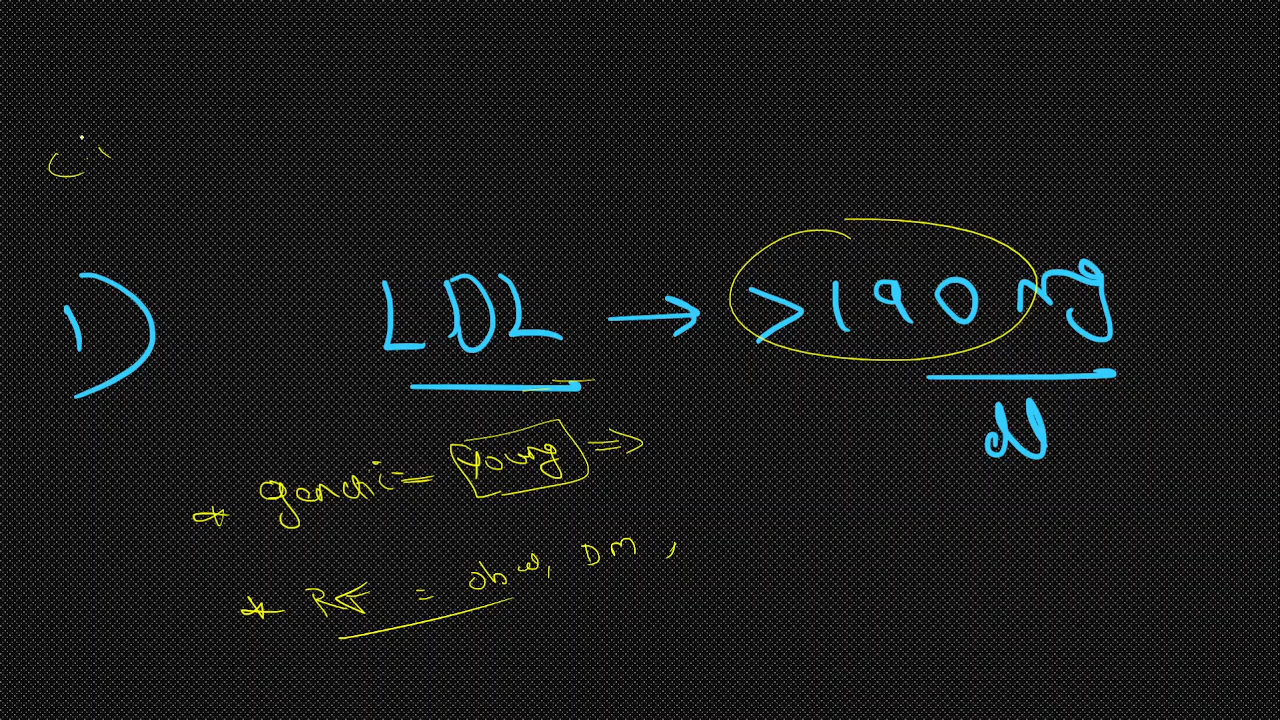 1) LDL → >190 mg
dl
* genetic = young ⇒
* RF = obes, DM,